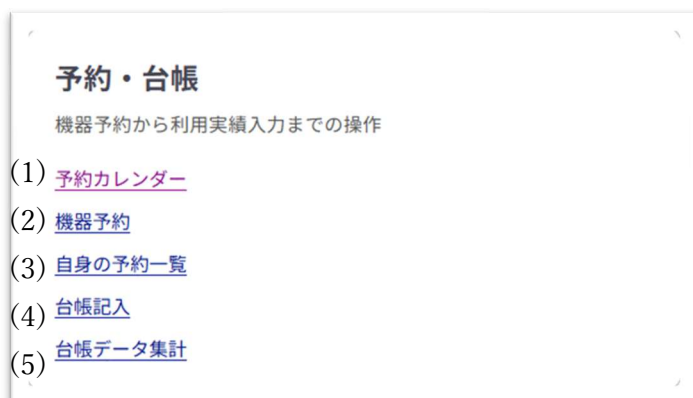 予約・台帳
機器予約から利用実績入力までの操作
(1) 予約カレンダー
(2) 機器予約
(3) 自身の予約一覧
(4) 台帳記入
(5) 台帳データ集計